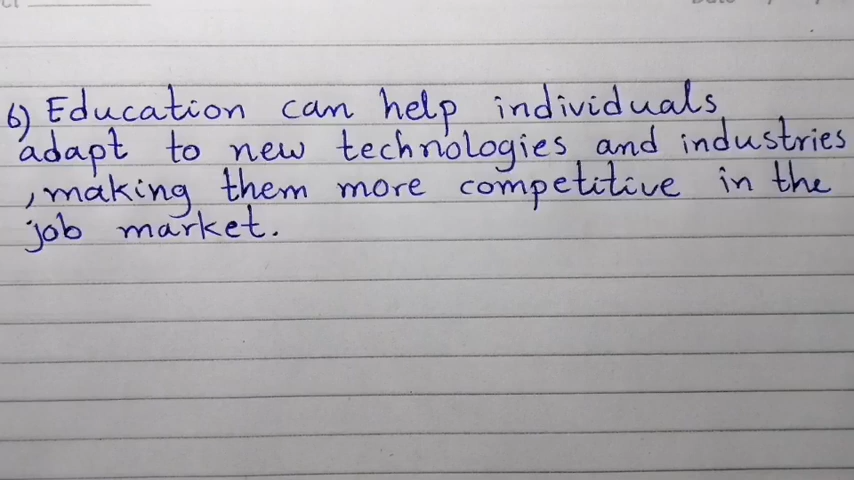 6) Education can help individuals
adapt to new technologies and industries
,making them more competitive in the
job market.